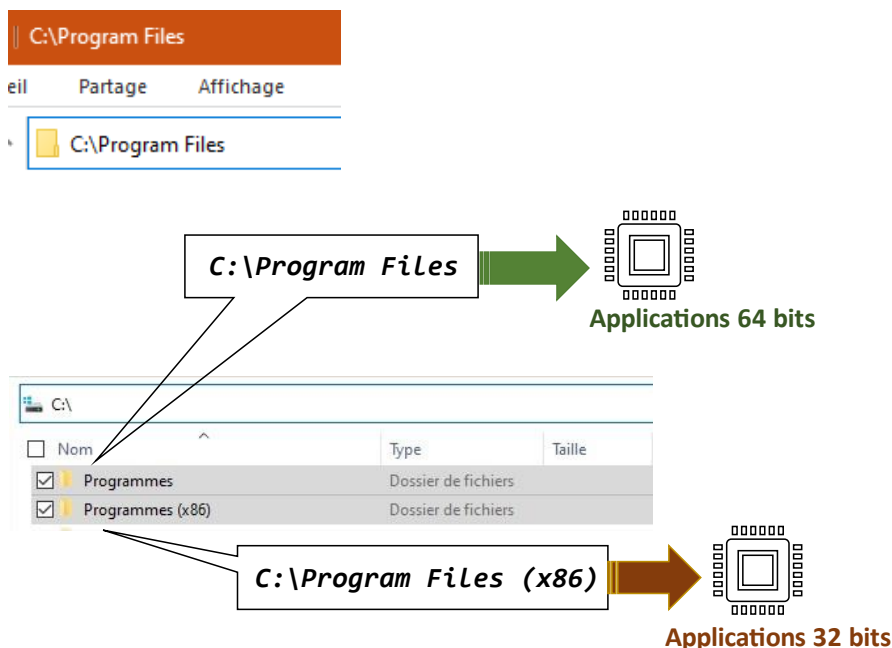 C:\Program Files
eil Partage Affichage
C:\Program Files
C:\Program Files
Applications 64 bits
C:\
Nom Type Taille
Programmes Dossier de fichiers
Programmes (x86) Dossier de fichiers
C:\Program Files (x86)
Applications 32 bits